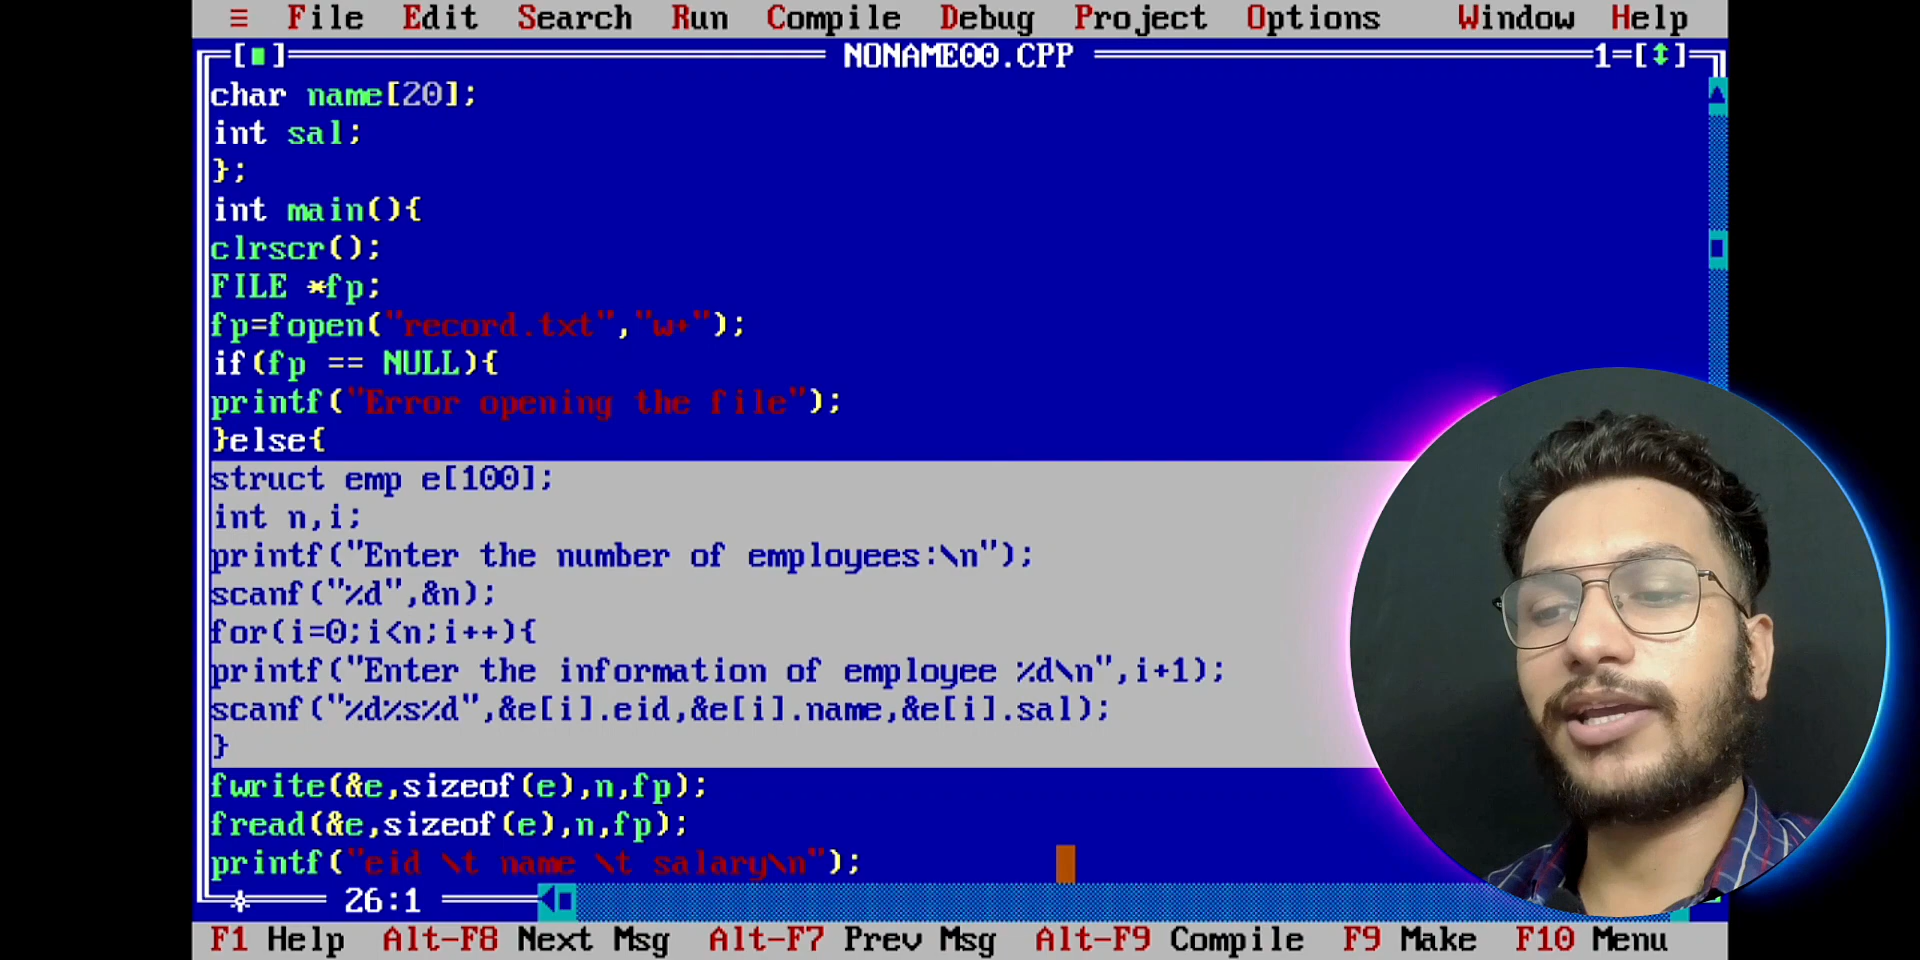 ≡ File Edit Search Run Compile Debug Project Options Window Help
[■] NONAME00.CPP 1=[↕]
char name[20];
int sal;
};
int main(){
clrscr();
FILE *fp;
fp=fopen("record.txt","w+");
if(fp == NULL){
printf("Error opening the file");
}else{
struct emp e[100];
int n,i;
printf("Enter the number of employees:\n");
scanf("%d",&n);
for(i=0;i<n;i++){
printf("Enter the information of employee %d\n",i+1);
scanf("%d%s%d",&e[i].eid,&e[i].name,&e[i].sal);
}
fwrite(&e,sizeof(e),n,fp);
fread(&e,sizeof(e),n,fp);
printf("eid \t name \t salary\n");
26:1
F1 Help Alt-F8 Next Msg Alt-F7 Prev Msg Alt-F9 Compile F9 Make F10 Menu